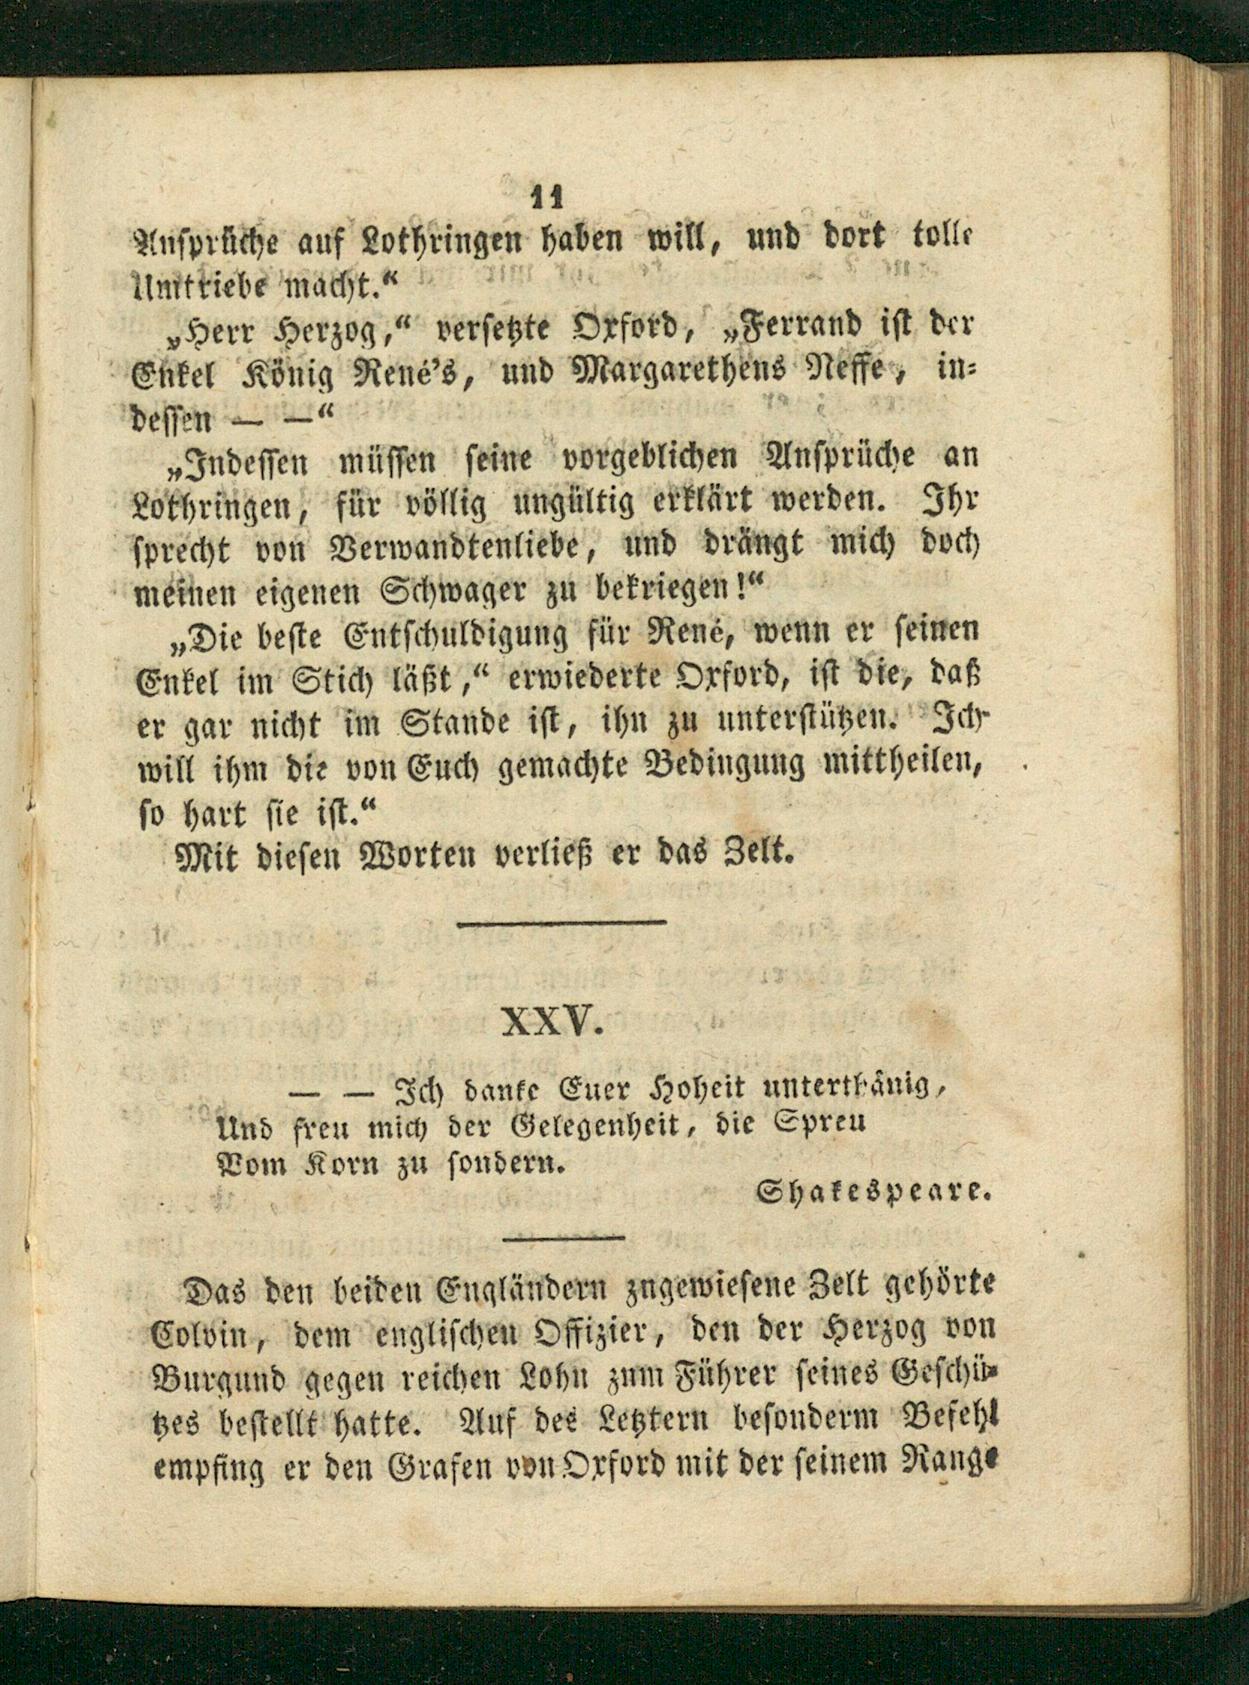 11
Ansprüche auf Lothringen haben will, und dort tolle
Umtriebe macht.“
„Herr Herzog,“ versetzte Oxford, „Ferrand ist der
Enkel König René's, und Margarethens Neffe, in-
dessen — —“
„Indessen müssen seine vorgeblichen Ansprüche an
Lothringen, für völlig ungültig erklärt werden. Ihr
sprecht von Verwandtenliebe, und drängt mich doch
meinen eigenen Schwager zu bekriegen!“
„Die beste Entschuldigung für René, wenn er seinen
Enkel im Stich läßt,“ erwiederte Oxford, ist die, daß
er gar nicht im Stande ist, ihn zu unterstützen. Ich
will ihm die von Euch gemachte Bedingung mittheilen,
so hart sie ist.“
Mit diesen Worten verließ er das Zelt.
XXV.
— — Ich danke Euer Hoheit unterthänig,
Und freu mich der Gelegenheit, die Spreu
Vom Korn zu sondern.
Shakespeare.
Das den beiden Engländern zugewiesene Zelt gehörte
Colvin, dem englischen Offizier, den der Herzog von
Burgund gegen reichen Lohn zum Führer seines Geschü-
tzes bestellt hatte. Auf des Letztern besonderm Befehl
empfing er den Grafen von Oxford mit der seinem Range